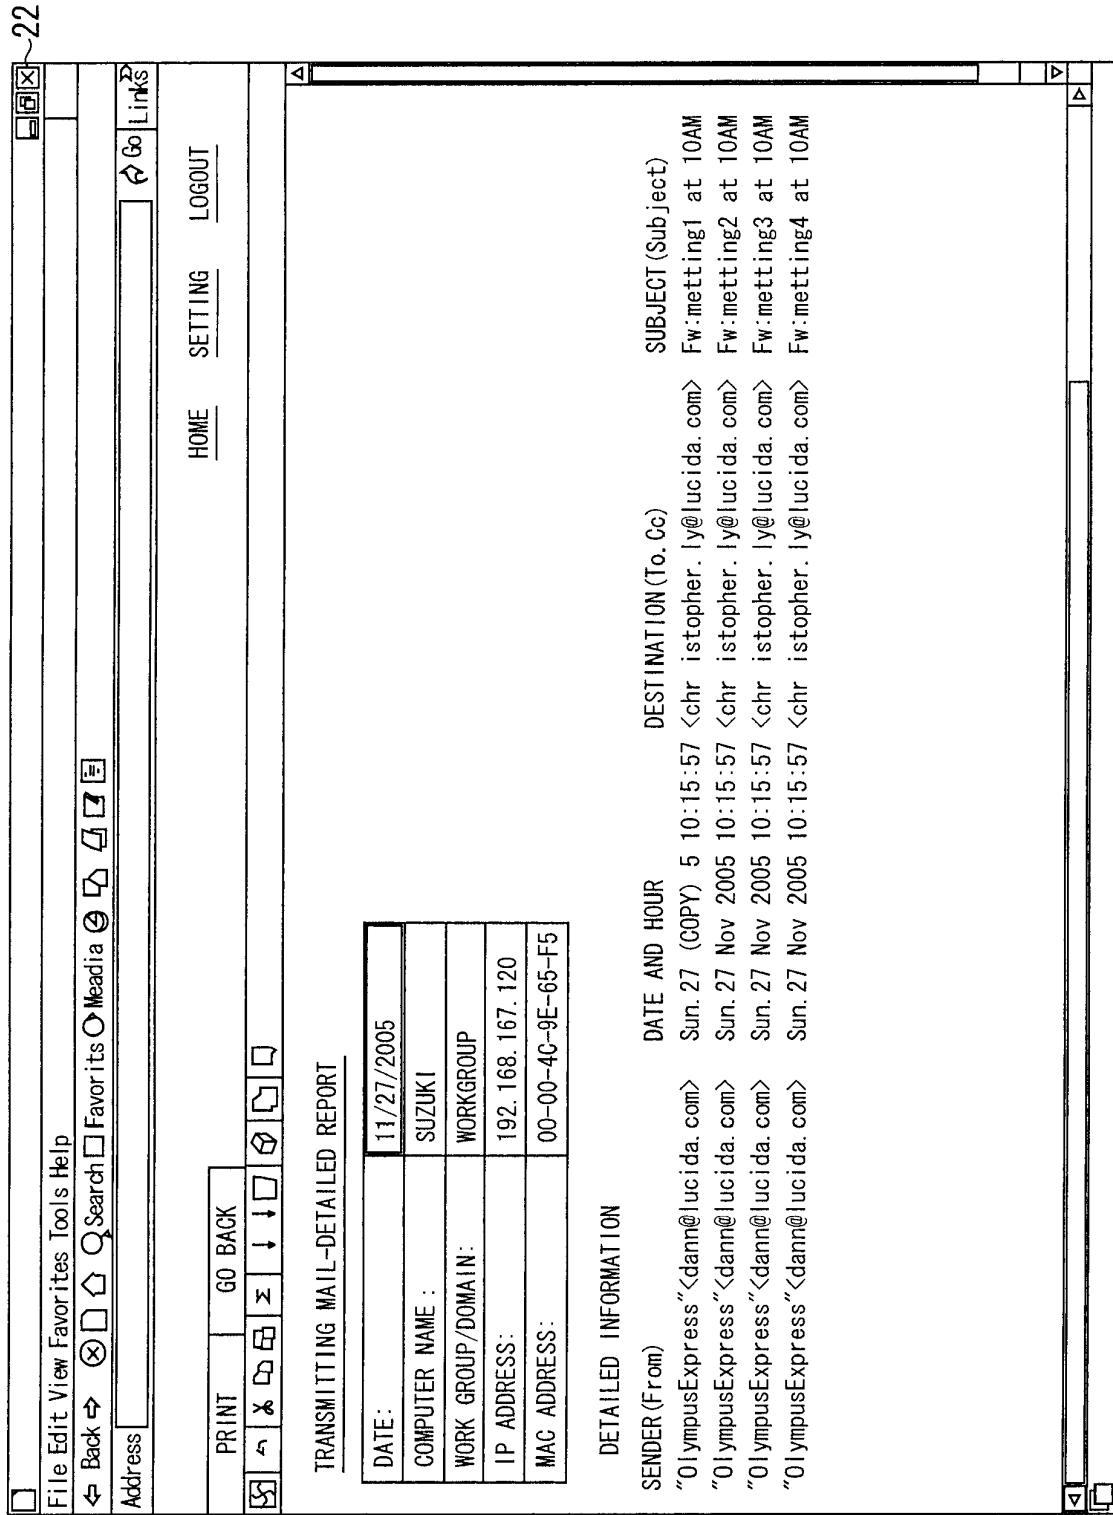 22
File Edit View Favorites Tools Help
Back Search Favorits Meadia
Address Go Links
HOME SETTING LOGOUT
PRINT GO BACK
TRANSMITTING MAIL-DETAILED REPORT
DATE: 11/27/2005
COMPUTER NAME: SUZUKI
WORK GROUP/DOMAIN: WORKGROUP
IP ADDRESS: 192.168.167.120
MAC ADDRESS: 00-00-4C-9E-65-F5
DETAILED INFORMATION
SENDER(From) DATE AND HOUR DESTINATION(To.Cc) SUBJECT(Subject)
"OlympusExpress"<dann@lucida.com> Sun.27 (COPY) 5 10:15:57 <chr istopher.ly@lucida.com> Fw:metting1 at 10AM
"OlympusExpress"<dann@lucida.com> Sun.27 Nov 2005 10:15:57 <chr istopher.ly@lucida.com> Fw:metting2 at 10AM
"OlympusExpress"<dann@lucida.com> Sun.27 Nov 2005 10:15:57 <chr istopher.ly@lucida.com> Fw:metting3 at 10AM
"OlympusExpress"<dann@lucida.com> Sun.27 Nov 2005 10:15:57 <chr istopher.ly@lucida.com> Fw:metting4 at 10AM